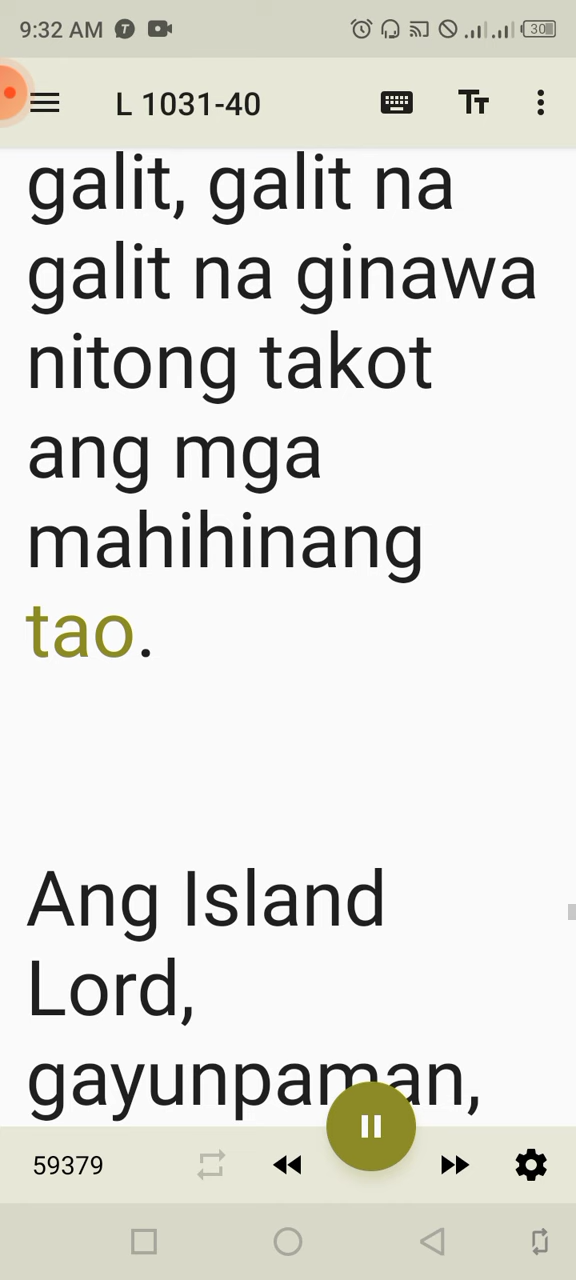 9:32 AM
30
L 1031-40
galit, galit na
galit na ginawa
nitong takot
ang mga
mahihinang
tao.
Ang Island
Lord,
gayunpaman,
59379